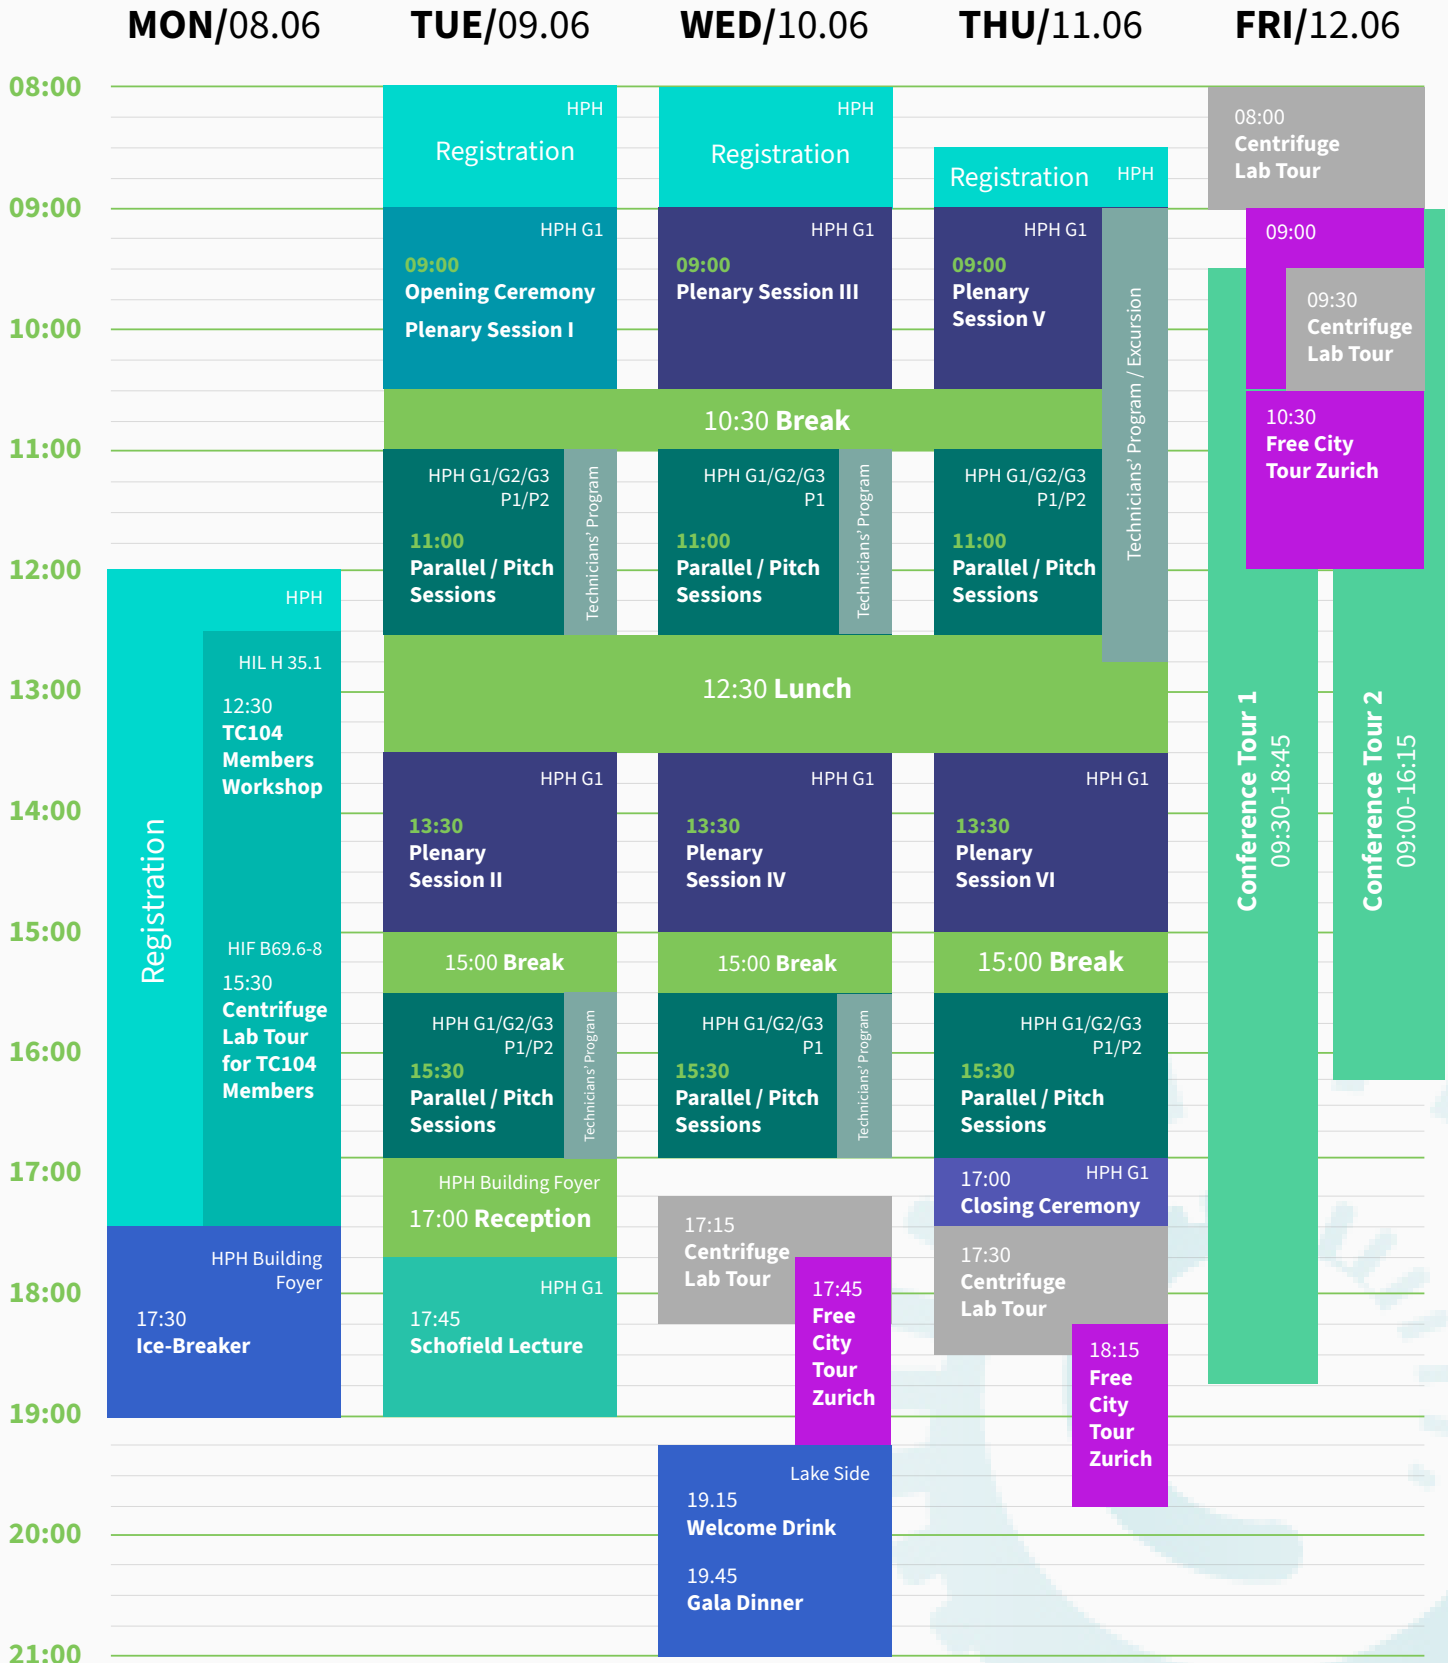 MON/08.06
TUE/09.06
WED/10.06
THU/11.06
FRI/12.06
08:00
09:00
10:00
11:00
12:00
13:00
14:00
15:00
16:00
17:00
18:00
19:00
20:00
21:00
HPH
Registration
HIL H 35.1
12:30
TC104
Members
Workshop
HIF B69.6-8
15:30
Centrifuge
Lab Tour
for TC104
Members
HPH Building
Foyer
17:30
Ice-Breaker
HPH
Registration
HPH G1
09:00
Opening Ceremony
Plenary Session I
10:30 Break
HPH G1/G2/G3
P1/P2
11:00
Parallel / Pitch
Sessions
Technicians' Program
12:30 Lunch
HPH G1
13:30
Plenary
Session II
15:00 Break
HPH G1/G2/G3
P1/P2
15:30
Parallel / Pitch
Sessions
Technicians' Program
HPH Building Foyer
17:00 Reception
HPH G1
17:45
Schofield Lecture
HPH
Registration
HPH G1
09:00
Plenary Session III
HPH G1/G2/G3
P1
11:00
Parallel / Pitch
Sessions
Technicians' Program
HPH G1
13:30
Plenary
Session IV
15:00 Break
HPH G1/G2/G3
P1
15:30
Parallel / Pitch
Sessions
Technicians' Program
17:15
Centrifuge
Lab Tour
17:45
Free
City
Tour
Zurich
Lake Side
19.15
Welcome Drink
19.45
Gala Dinner
Registration HPH
HPH G1
09:00
Plenary
Session V
Technicians' Program / Excursion
HPH G1/G2/G3
P1/P2
11:00
Parallel / Pitch
Sessions
HPH G1
13:30
Plenary
Session VI
15:00 Break
HPH G1/G2/G3
P1/P2
15:30
Parallel / Pitch
Sessions
HPH G1
17:00
Closing Ceremony
17:30
Centrifuge
Lab Tour
18:15
Free
City
Tour
Zurich
08:00
Centrifuge
Lab Tour
09:00
09:30
Centrifuge
Lab Tour
10:30
Free City
Tour Zurich
Conference Tour 1
09:30-18:45
Conference Tour 2
09:00-16:15